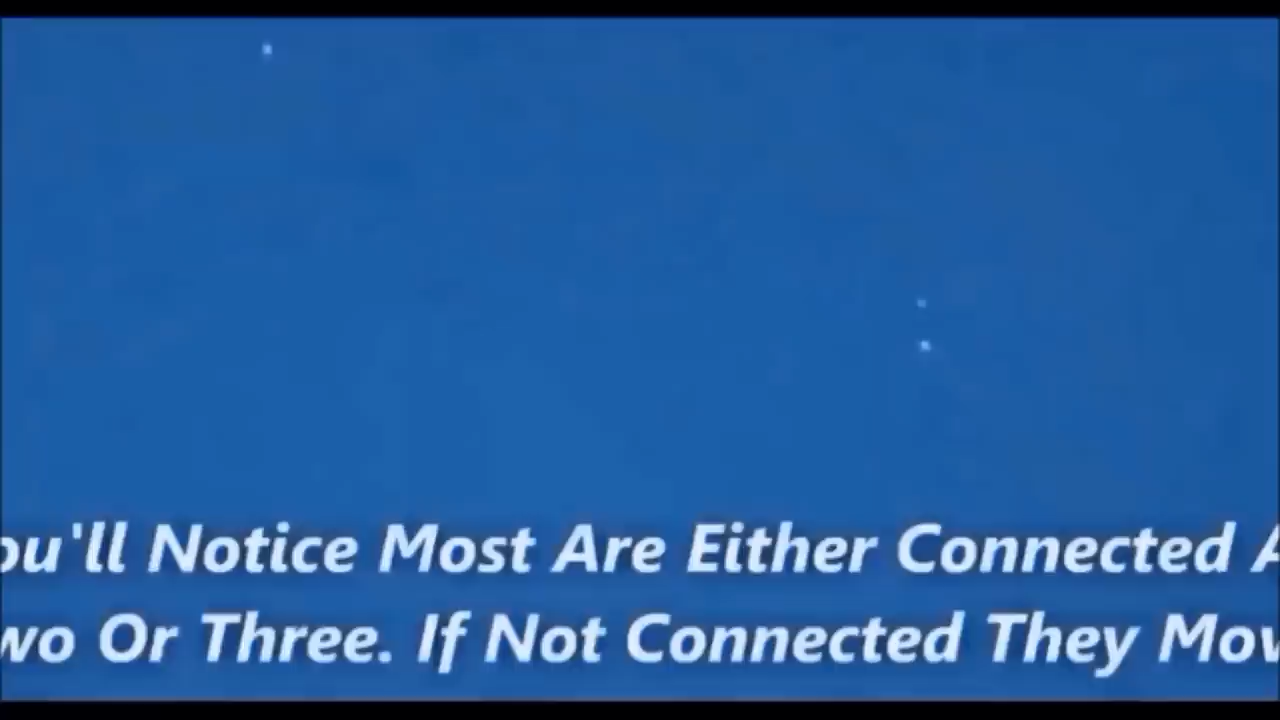 ou'll Notice Most Are Either Connected A
wo Or Three. If Not Connected They Mov